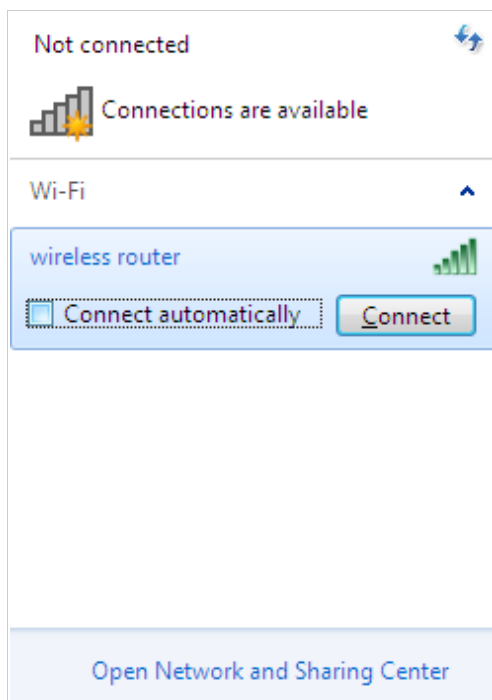 Not connected
Connections are available
Wi-Fi
wireless router
Connect automatically Connect
Open Network and Sharing Center